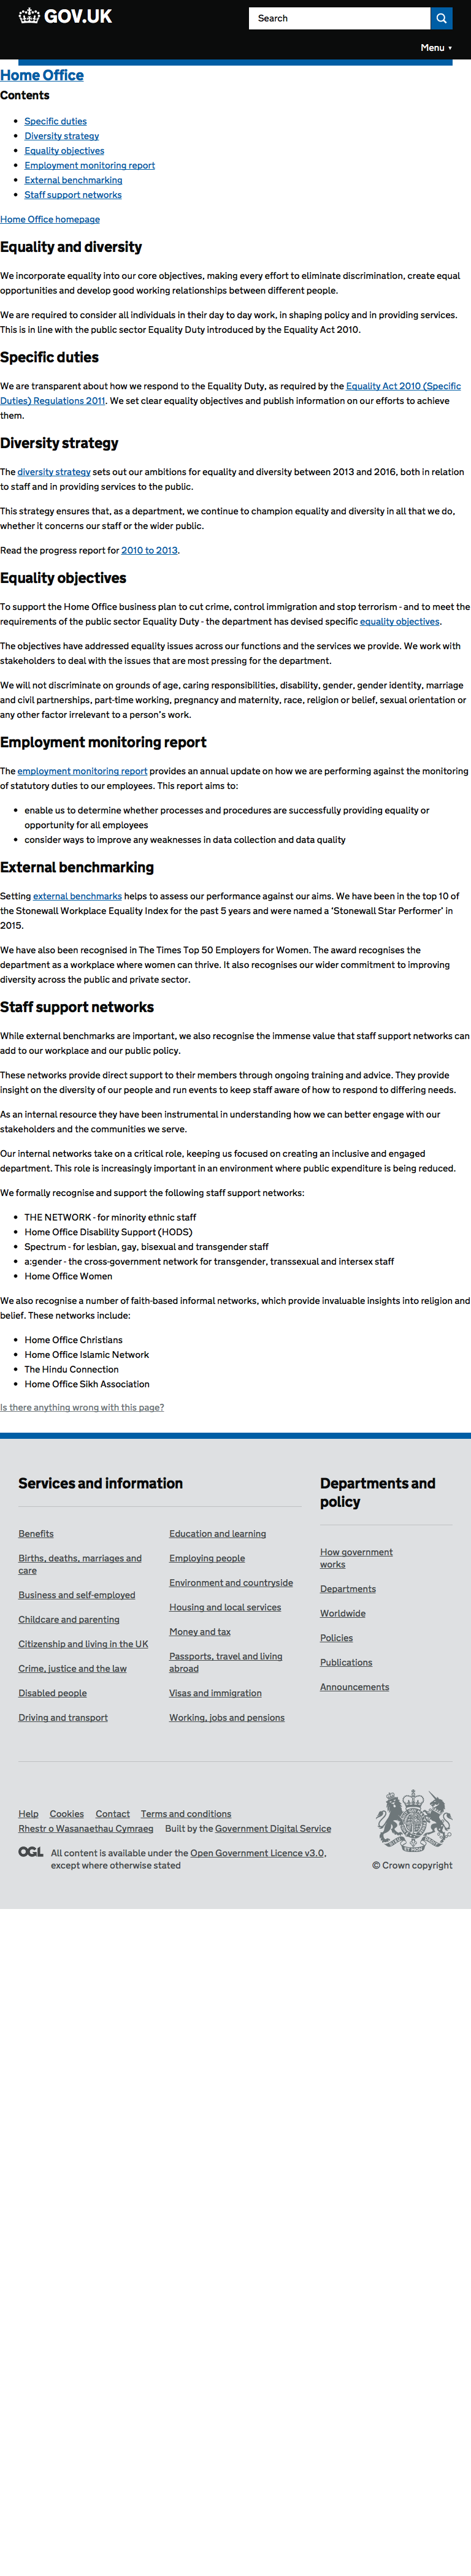 GOV.UK
Search
Menu ▼
Home Office
Contents
• Specific duties
• Diversity strategy
• Equality objectives
• Employment monitoring report
• External benchmarking
• Staff support networks
Home Office homepage
Equality and diversity
We incorporate equality into our core objectives, making every effort to eliminate discrimination, create equal
opportunities and develop good working relationships between different people.
We are required to consider all individuals in their day to day work, in shaping policy and in providing services.
This is in line with the public sector Equality Duty introduced by the Equality Act 2010.
Specific duties
We are transparent about how we respond to the Equality Duty, as required by the Equality Act 2010 (Specific
Duties) Regulations 2011. We set clear equality objectives and publish information on our efforts to achieve
them.
Diversity strategy
The diversity strategy sets out our ambitions for equality and diversity between 2013 and 2016, both in relation
to staff and in providing services to the public.
This strategy ensures that, as a department, we continue to champion equality and diversity in all that we do,
whether it concerns our staff or the wider public.
Read the progress report for 2010 to 2013.
Equality objectives
To support the Home Office business plan to cut crime, control immigration and stop terrorism - and to meet the
requirements of the public sector Equality Duty - the department has devised specific equality objectives.
The objectives have addressed equality issues across our functions and the services we provide. We work with
stakeholders to deal with the issues that are most pressing for the department.
We will not discriminate on grounds of age, caring responsibilities, disability, gender, gender identity, marriage
and civil partnerships, part-time working, pregnancy and maternity, race, religion or belief, sexual orientation or
any other factor irrelevant to a person's work.
Employment monitoring report
The employment monitoring report provides an annual update on how we are performing against the monitoring
of statutory duties to our employees. This report aims to:
• enable us to determine whether processes and procedures are successfully providing equality or
opportunity for all employees
• consider ways to improve any weaknesses in data collection and data quality
External benchmarking
Setting external benchmarks helps to assess our performance against our aims. We have been in the top 10 of
the Stonewall Workplace Equality Index for the past 5 years and were named a 'Stonewall Star Performer' in
2015.
We have also been recognised in The Times Top 50 Employers for Women. The award recognises the
department as a workplace where women can thrive. It also recognises our wider commitment to improving
diversity across the public and private sector.
Staff support networks
While external benchmarks are important, we also recognise the immense value that staff support networks can
add to our workplace and our public policy.
These networks provide direct support to their members through ongoing training and advice. They provide
insight on the diversity of our people and run events to keep staff aware of how to respond to differing needs.
As an internal resource they have been instrumental in understanding how we can better engage with our
stakeholders and the communities we serve.
Our internal networks take on a critical role, keeping us focused on creating an inclusive and engaged
department. This role is increasingly important in an environment where public expenditure is being reduced.
We formally recognise and support the following staff support networks:
• THE NETWORK - for minority ethnic staff
• Home Office Disability Support (HODS)
• Spectrum - for lesbian, gay, bisexual and transgender staff
• a:gender - the cross-government network for transgender, transsexual and intersex staff
• Home Office Women
We also recognise a number of faith-based informal networks, which provide invaluable insights into religion and
belief. These networks include:
• Home Office Christians
• Home Office Islamic Network
• The Hindu Connection
• Home Office Sikh Association
Is there anything wrong with this page?
Services and information
Benefits
Births, deaths, marriages and
care
Business and self-employed
Childcare and parenting
Citizenship and living in the UK
Crime, justice and the law
Disabled people
Driving and transport
Education and learning
Employing people
Environment and countryside
Housing and local services
Money and tax
Passports, travel and living
abroad
Visas and immigration
Working, jobs and pensions
Departments and
policy
How government
works
Departments
Worldwide
Policies
Publications
Announcements
Help Cookies Contact Terms and conditions
Rhestr o Wasanaethau Cymraeg Built by the Government Digital Service
OGL All content is available under the Open Government Licence v3.0,
except where otherwise stated
© Crown copyright